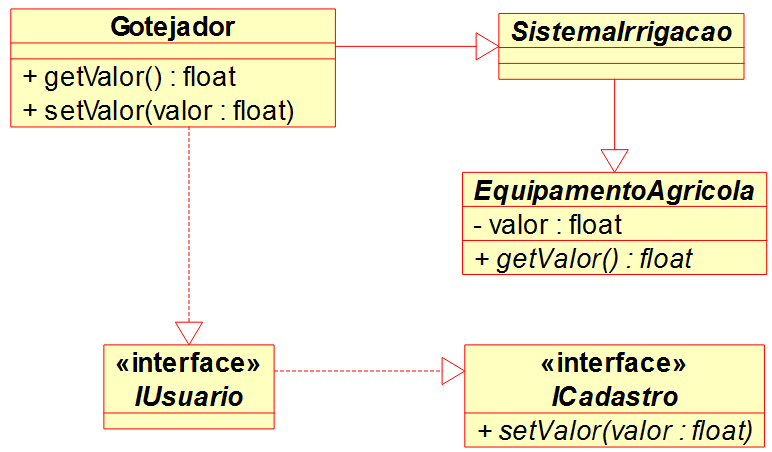 Gotejador
+ getValor() : float
+ setValor(valor : float)
SistemaIrrigacao
EquipamentoAgricola
- valor : float
+ getValor() : float
«interface»
IUsuario
«interface»
ICadastro
+ setValor(valor : float)